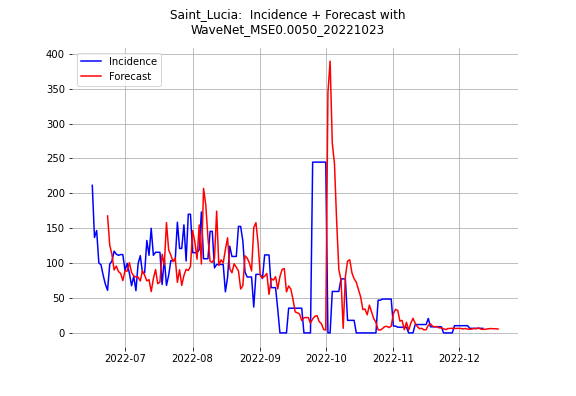 Saint_Lucia:  Incidence + Forecast with
WaveNet_MSE0.0050_20221023
Incidence
Forecast
400
350
300
250
200
150
100
50
0
2022-07 2022-08 2022-09 2022-10 2022-11 2022-12